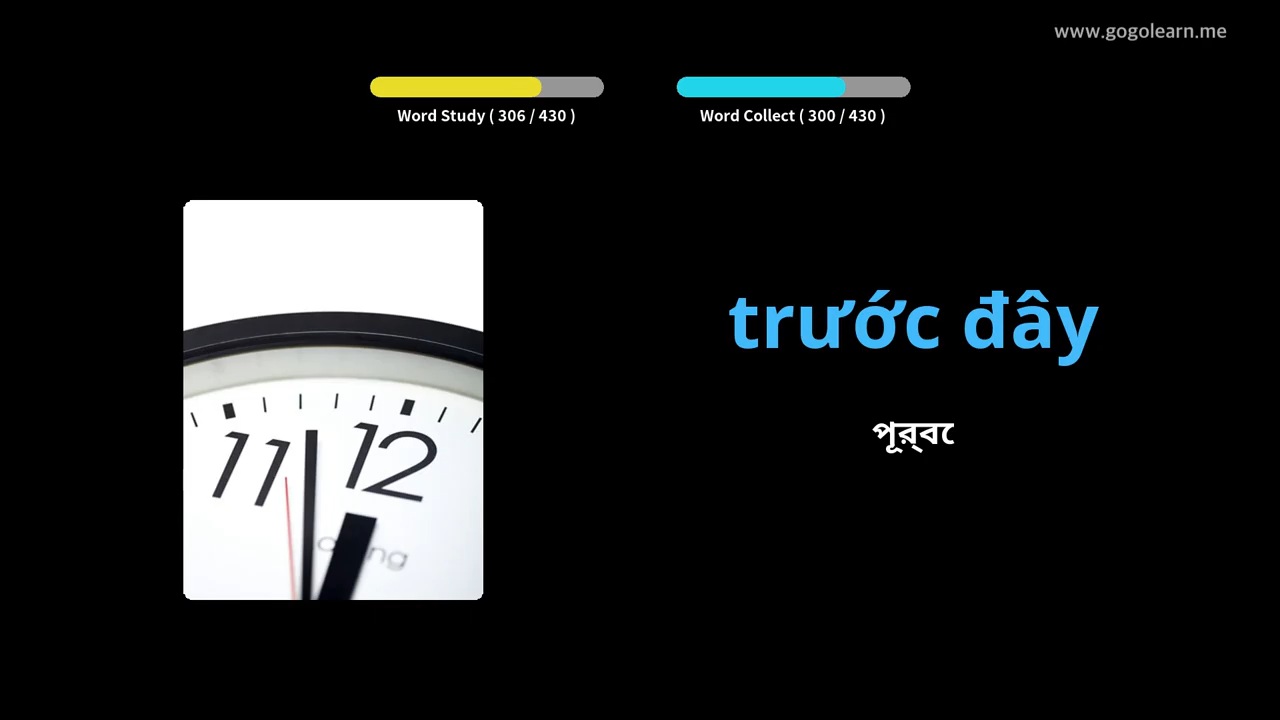 www.gogolearn.me
Word Study ( 306 / 430 )
Word Collect ( 300 / 430 )
11 12
trước đây
পূর্বে